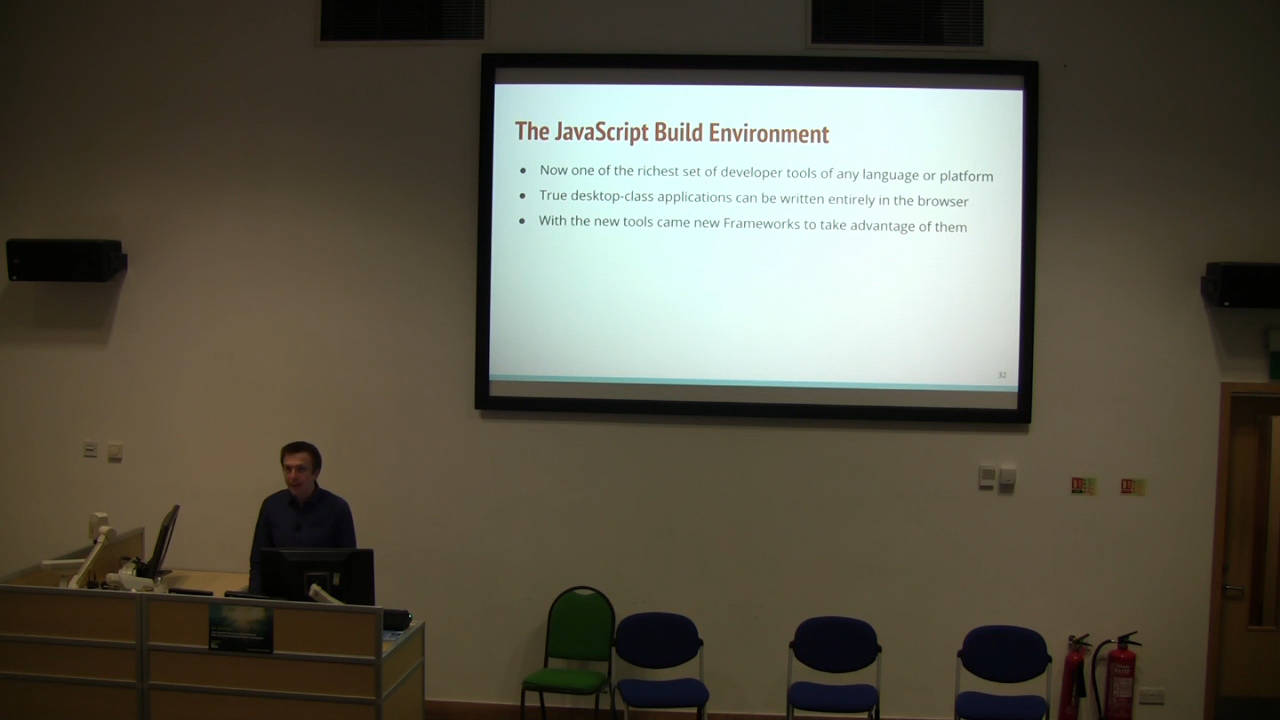 The JavaScript Build Environment
● Now one of the richest set of developer tools of any language or platform
● True desktop-class applications can be written entirely in the browser
● With the new tools came new Frameworks to take advantage of them
32